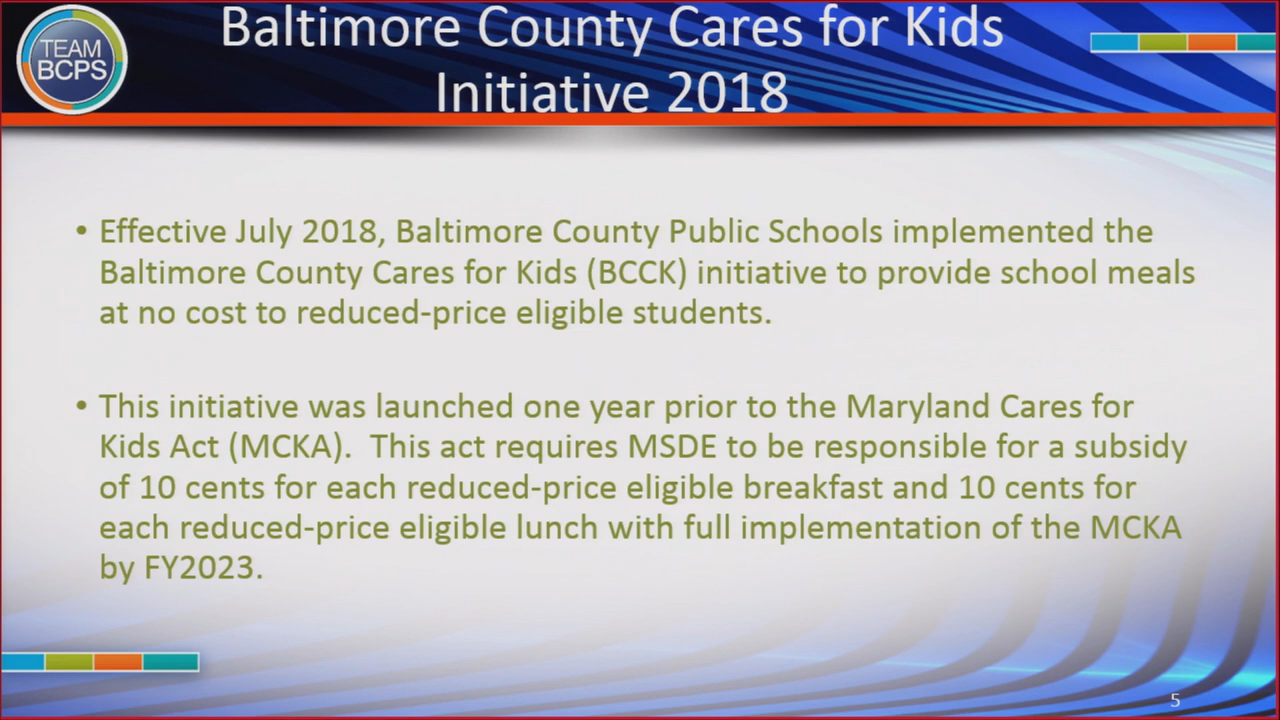 TEAM
BCPS
Baltimore County Cares for Kids
Initiative 2018
• Effective July 2018, Baltimore County Public Schools implemented the
Baltimore County Cares for Kids (BCCK) initiative to provide school meals
at no cost to reduced-price eligible students.
• This initiative was launched one year prior to the Maryland Cares for
Kids Act (MCKA).  This act requires MSDE to be responsible for a subsidy
of 10 cents for each reduced-price eligible breakfast and 10 cents for
each reduced-price eligible lunch with full implementation of the MCKA
by FY2023.
5